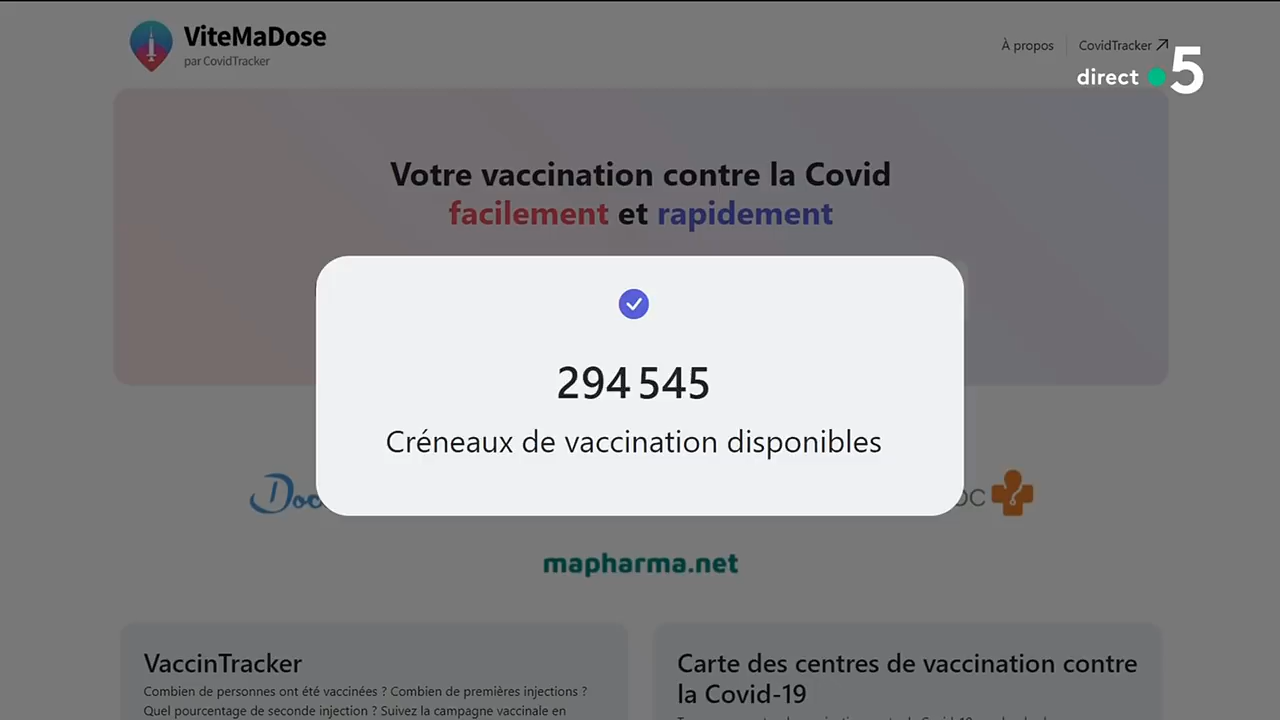 ViteMaDose
par CovidTracker
À propos
CovidTracker
direct 5
Votre vaccination contre la Covid
facilement et rapidement
294 545
Créneaux de vaccination disponibles
mapharma.net
VaccinTracker
Combien de personnes ont été vaccinées ? Combien de premières injections ?
Quel pourcentage de seconde injection ? Suivez la campagne vaccinale en
Carte des centres de vaccination contre
la Covid-19